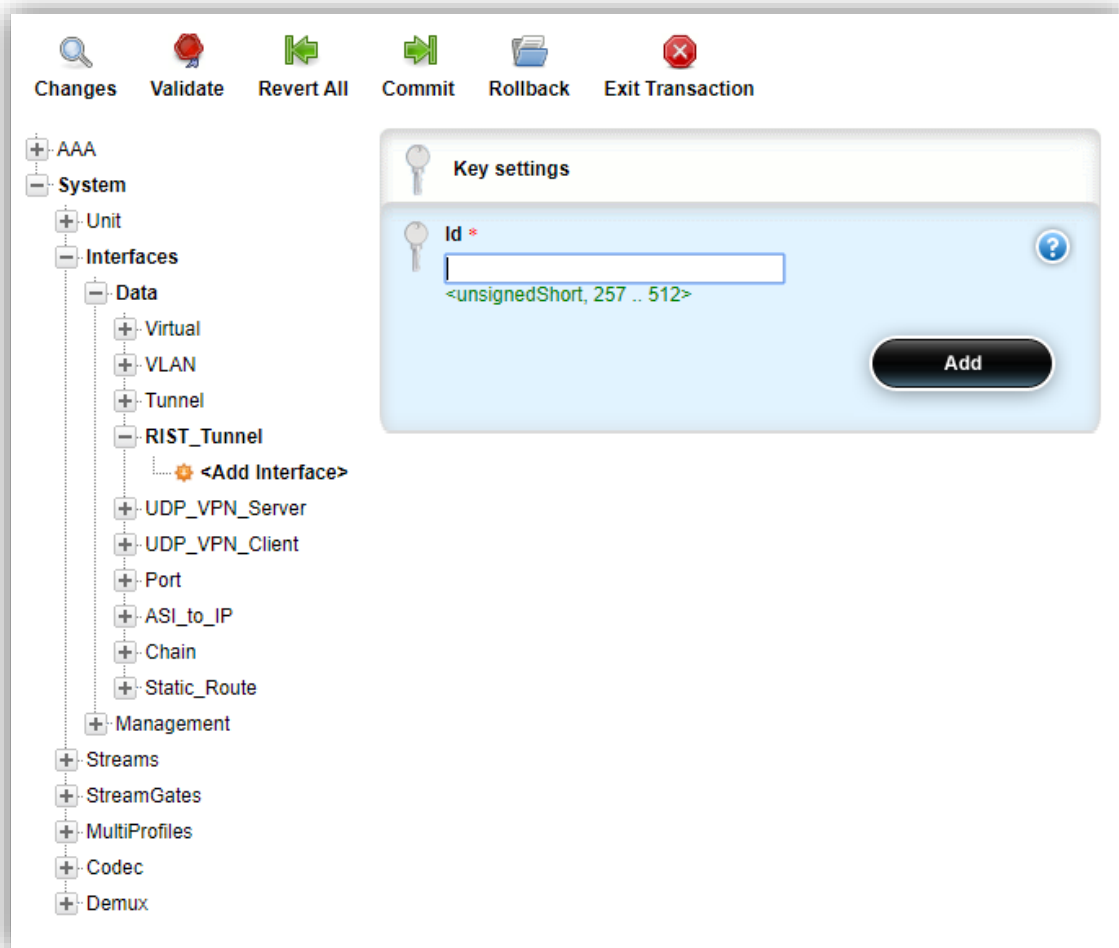 Changes Validate Revert All Commit Rollback Exit Transaction
AAA
System
Unit
Interfaces
Data
Virtual
VLAN
Tunnel
RIST_Tunnel
<Add Interface>
UDP_VPN_Server
UDP_VPN_Client
Port
ASI_to_IP
Chain
Static_Route
Management
Streams
StreamGates
MultiProfiles
Codec
Demux
Key settings
Id *
<unsignedShort, 257 .. 512>
Add